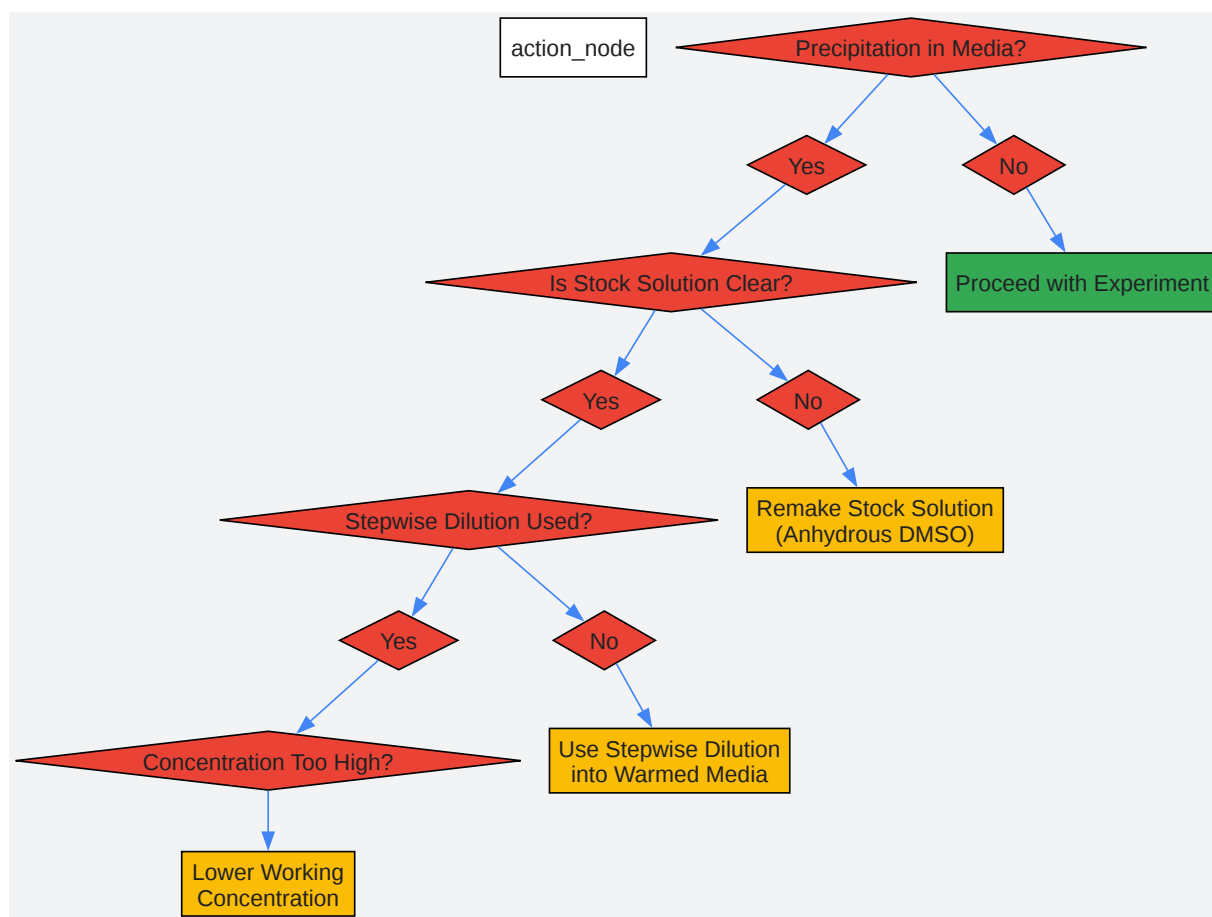 action_node
Precipitation in Media?
Yes
No
Is Stock Solution Clear?
Proceed with Experiment
Yes
No
Stepwise Dilution Used?
Remake Stock Solution
(Anhydrous DMSO)
Yes
No
Concentration Too High?
Use Stepwise Dilution
into Warmed Media
Lower Working
Concentration